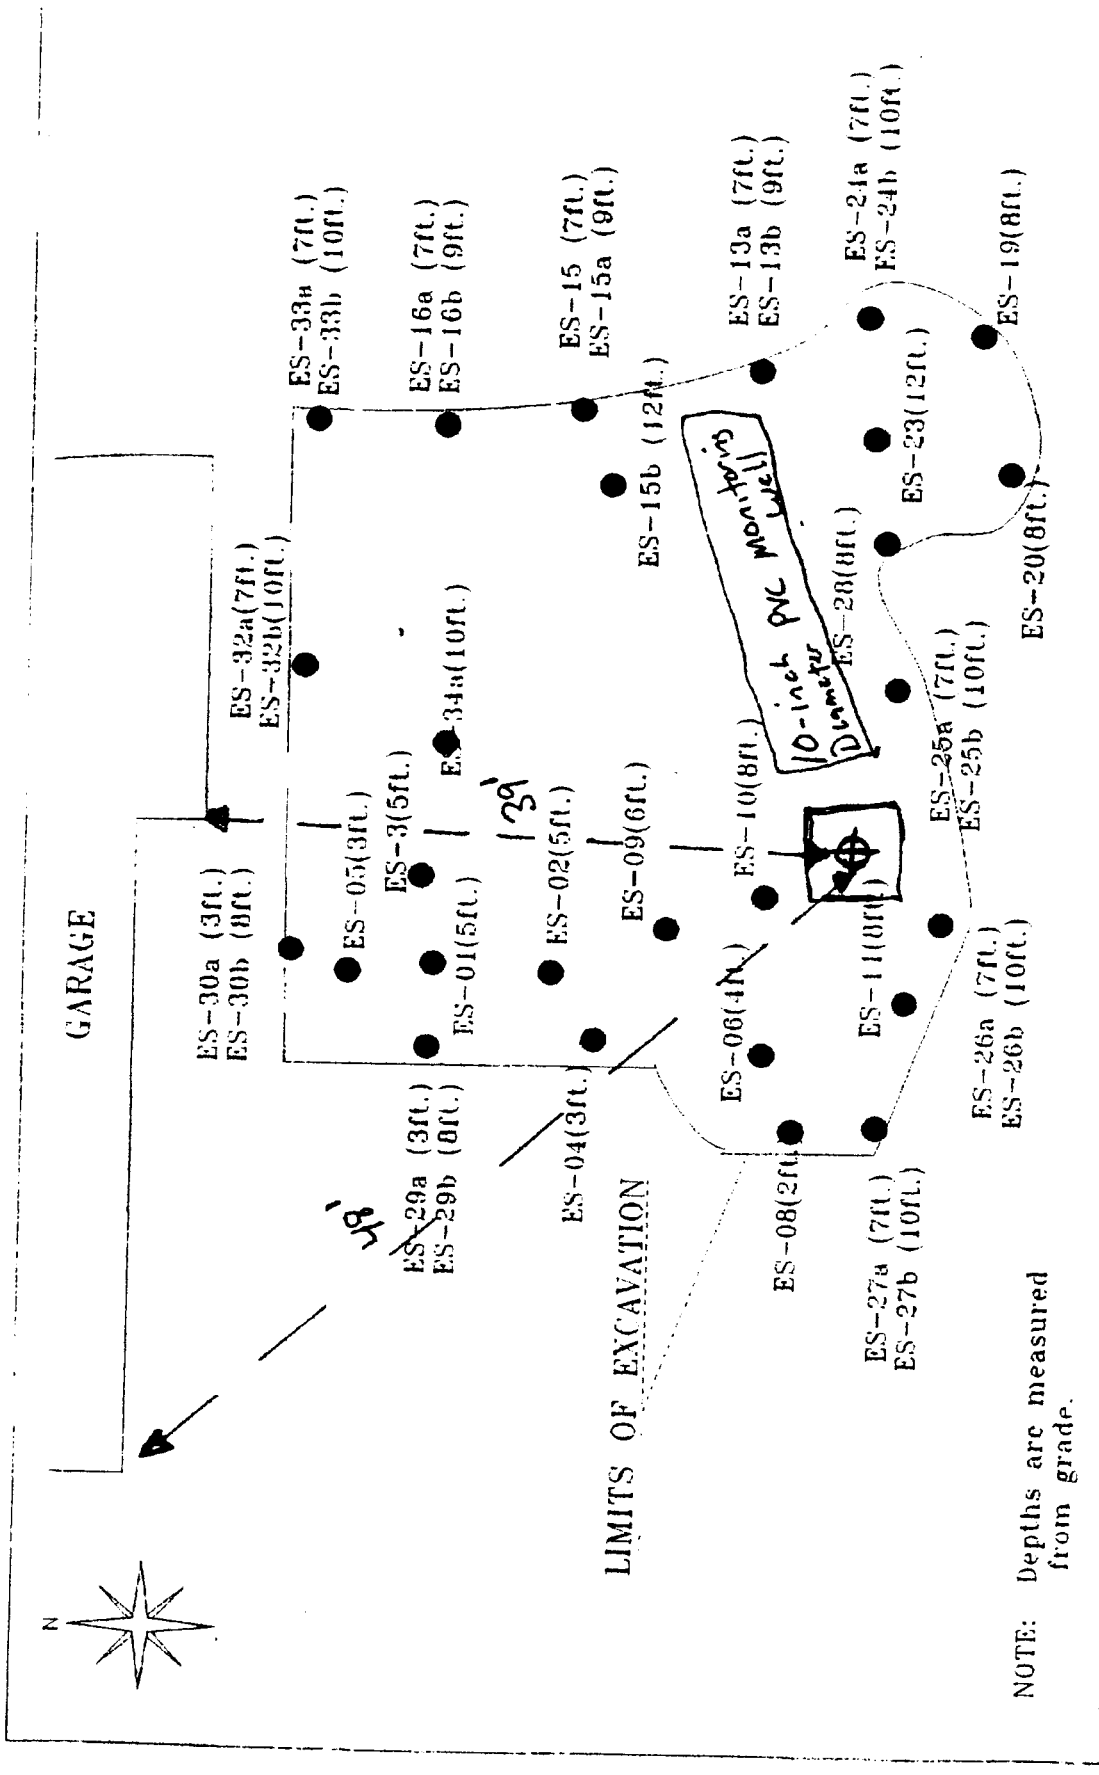 N
GARAGE
ES-30a (3ft.)
ES-30b (8ft.)
ES-32a(7ft.)
ES-32b(10ft.)
ES-33a (7ft.)
ES-33b (10ft.)
ES-05(3ft.)
ES-3(5ft.)
ES-34a(10ft.)
ES-16a (7ft.)
ES-16b (9ft.)
ES-29a (3ft.)
ES-29b (8ft.)
ES-01(5ft.)
48'
39'
ES-02(5ft.)
ES-15 (7ft.)
ES-15a (9ft.)
ES-04(3ft.)
ES-09(6ft.)
ES-15b (12ft.)
LIMITS OF EXCAVATION
ES-06(4ft.)
ES-10(8ft.)
10-inch PVC Monitoring
Diameter Well
ES-13a (7ft.)
ES-13b (9ft.)
ES-08(2ft.)
ES-11(8ft.)
ES-28(8ft.)
ES-24a (7ft.)
ES-24b (10ft.)
ES-27a (7ft.)
ES-27b (10ft.)
ES-25a (7ft.)
ES-25b (10ft.)
ES-23(12ft.)
ES-26a (7ft.)
ES-26b (10ft.)
ES-20(8ft.)
ES-19(8ft.)
NOTE: Depths are measured
from grade.